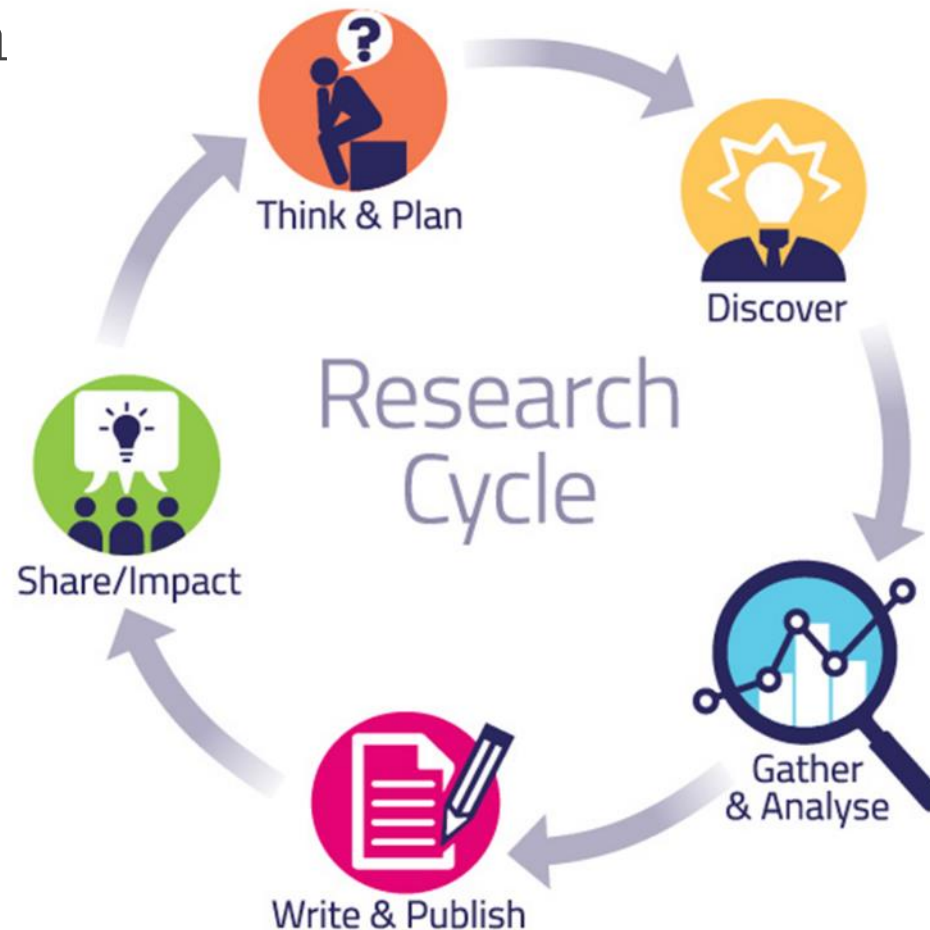 Think & Plan
Discover
Research
Cycle
Share/Impact
Gather
& Analyse
Write & Publish
?